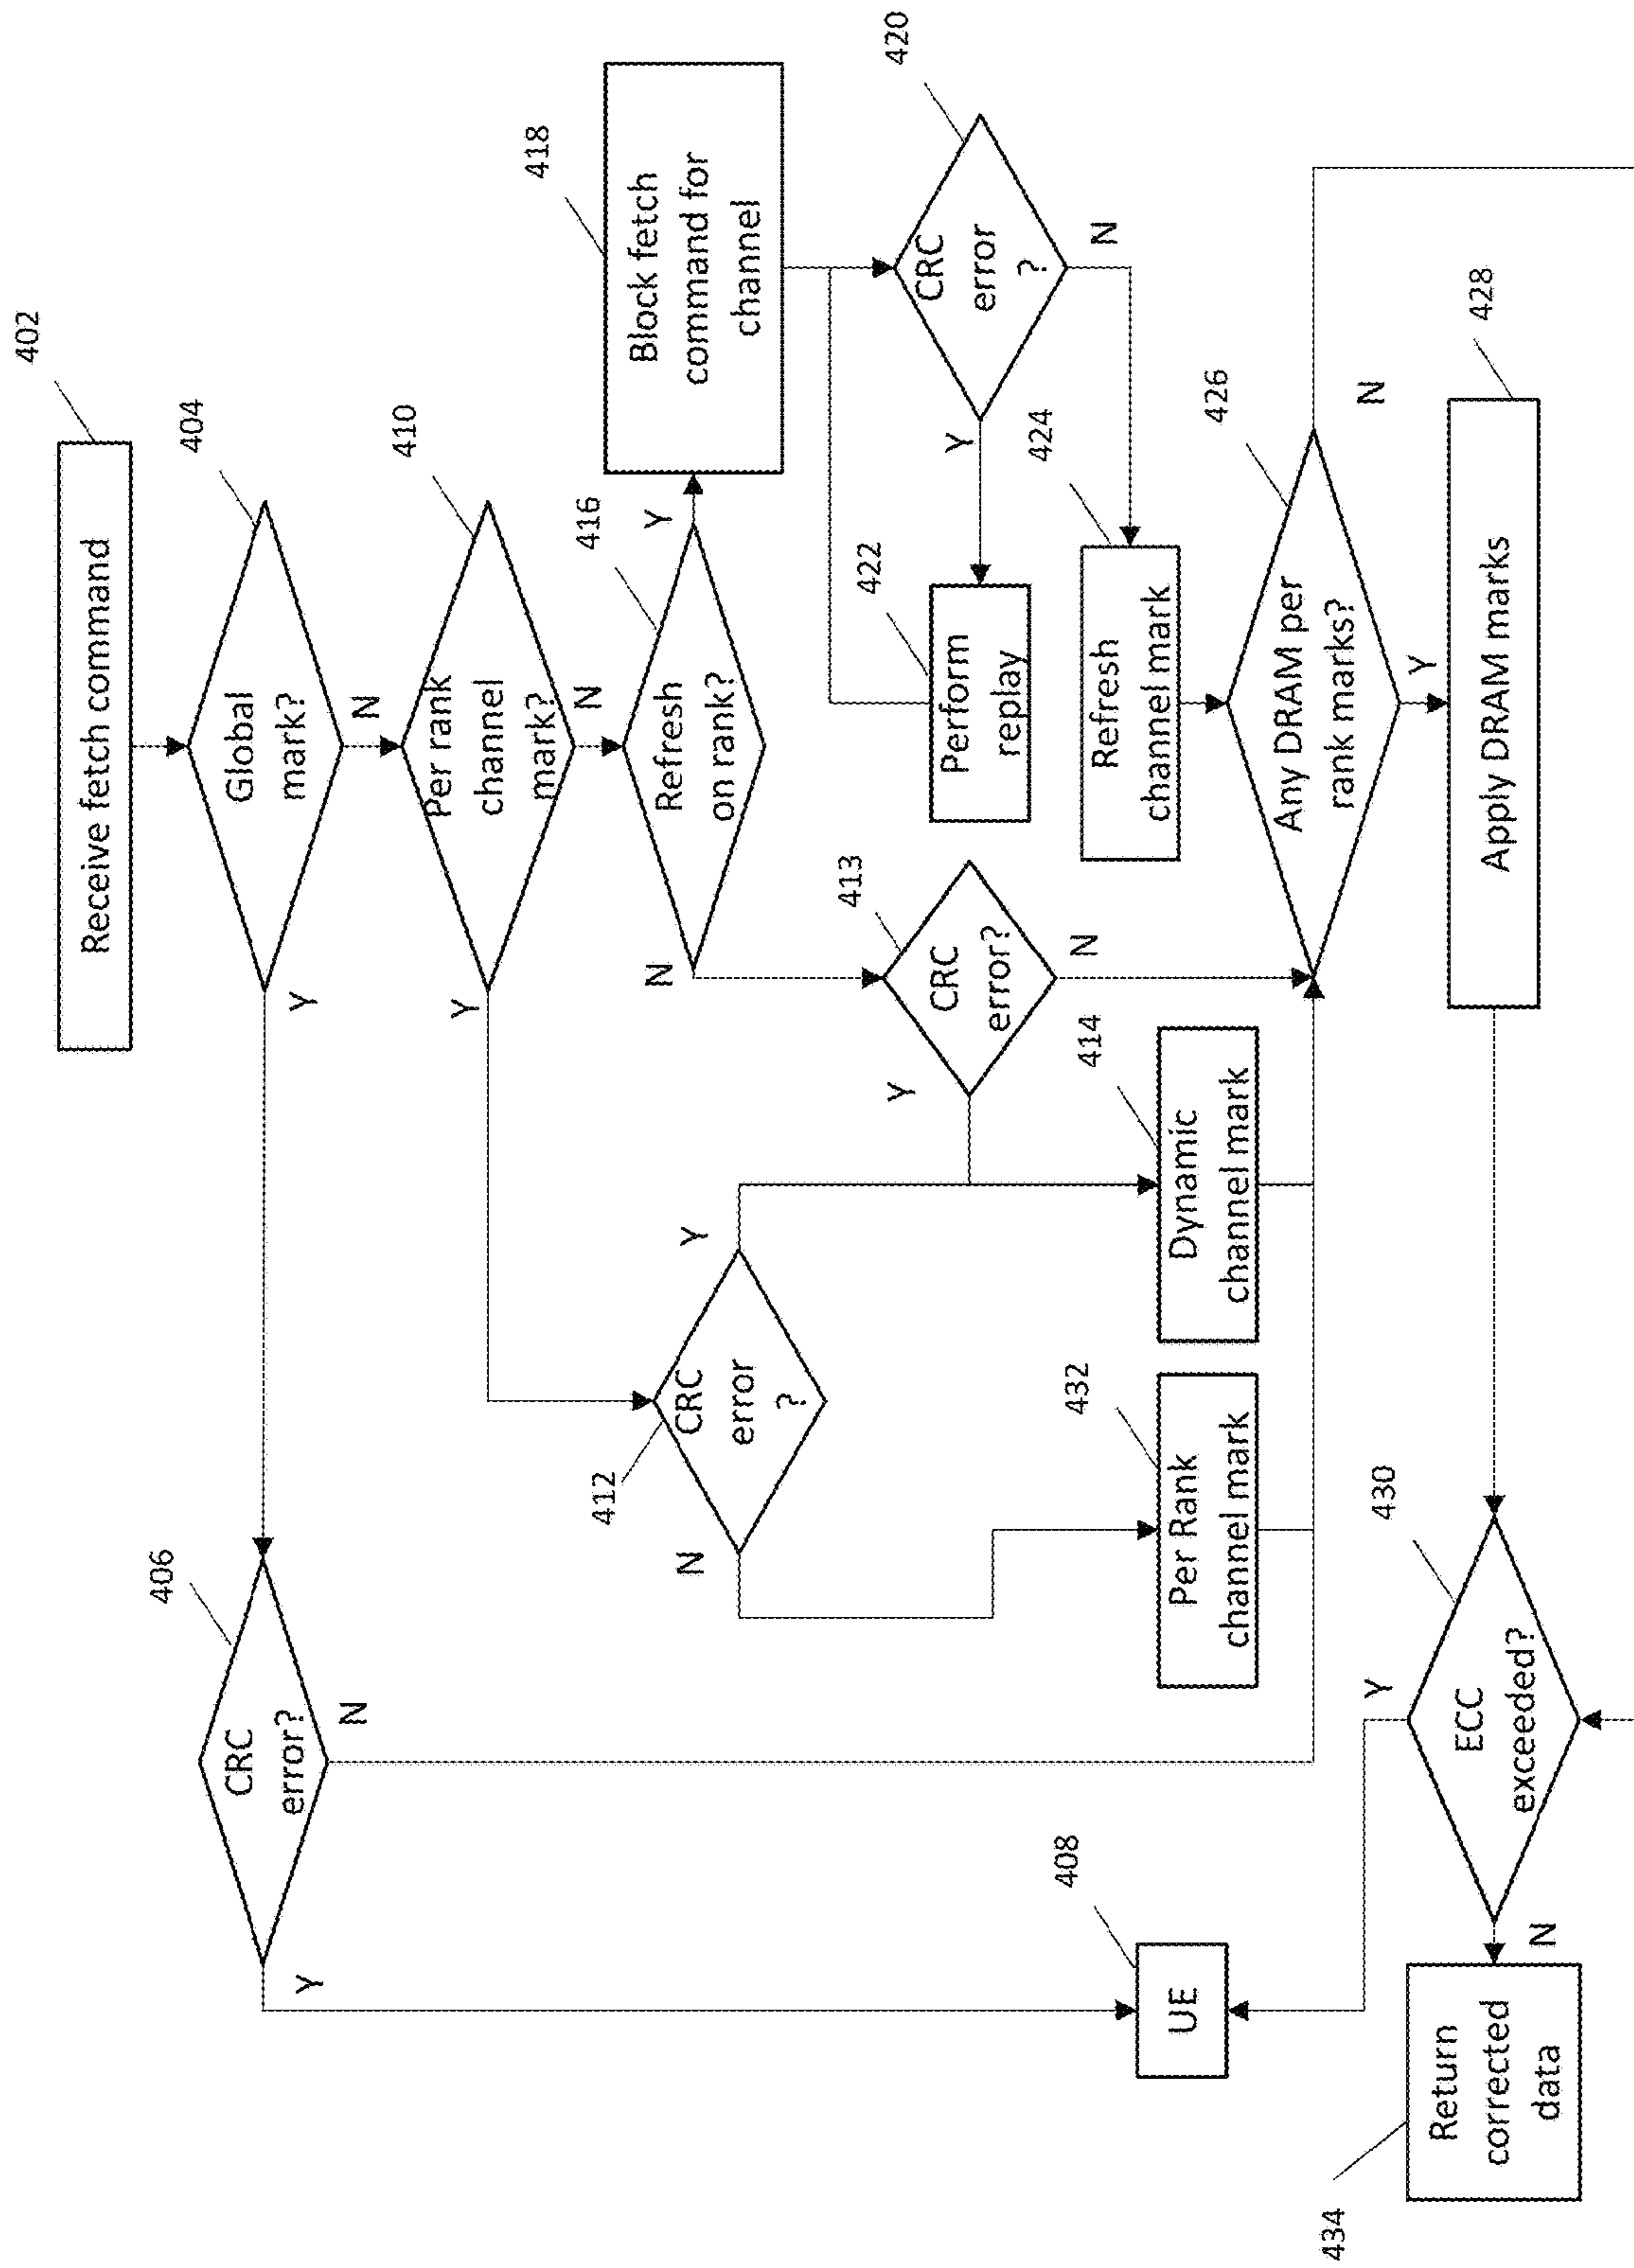 402
Receive fetch command
404
Global
mark?
Y
N
406
CRC
error?
Y
N
408
UE
410
Per rank
channel
mark?
Y
N
412
CRC
error
?
Y
N
432
Per Rank
channel mark
414
Dynamic
channel mark
416
Refresh
on rank?
Y
N
413
CRC
error?
Y
N
418
Block fetch
command for
channel
420
CRC
error
?
Y
N
422
Perform
replay
424
Refresh
channel mark
426
Any DRAM per
rank marks?
N
Y
428
Apply DRAM marks
430
ECC
exceeded?
Y
N
434
Return
corrected
data